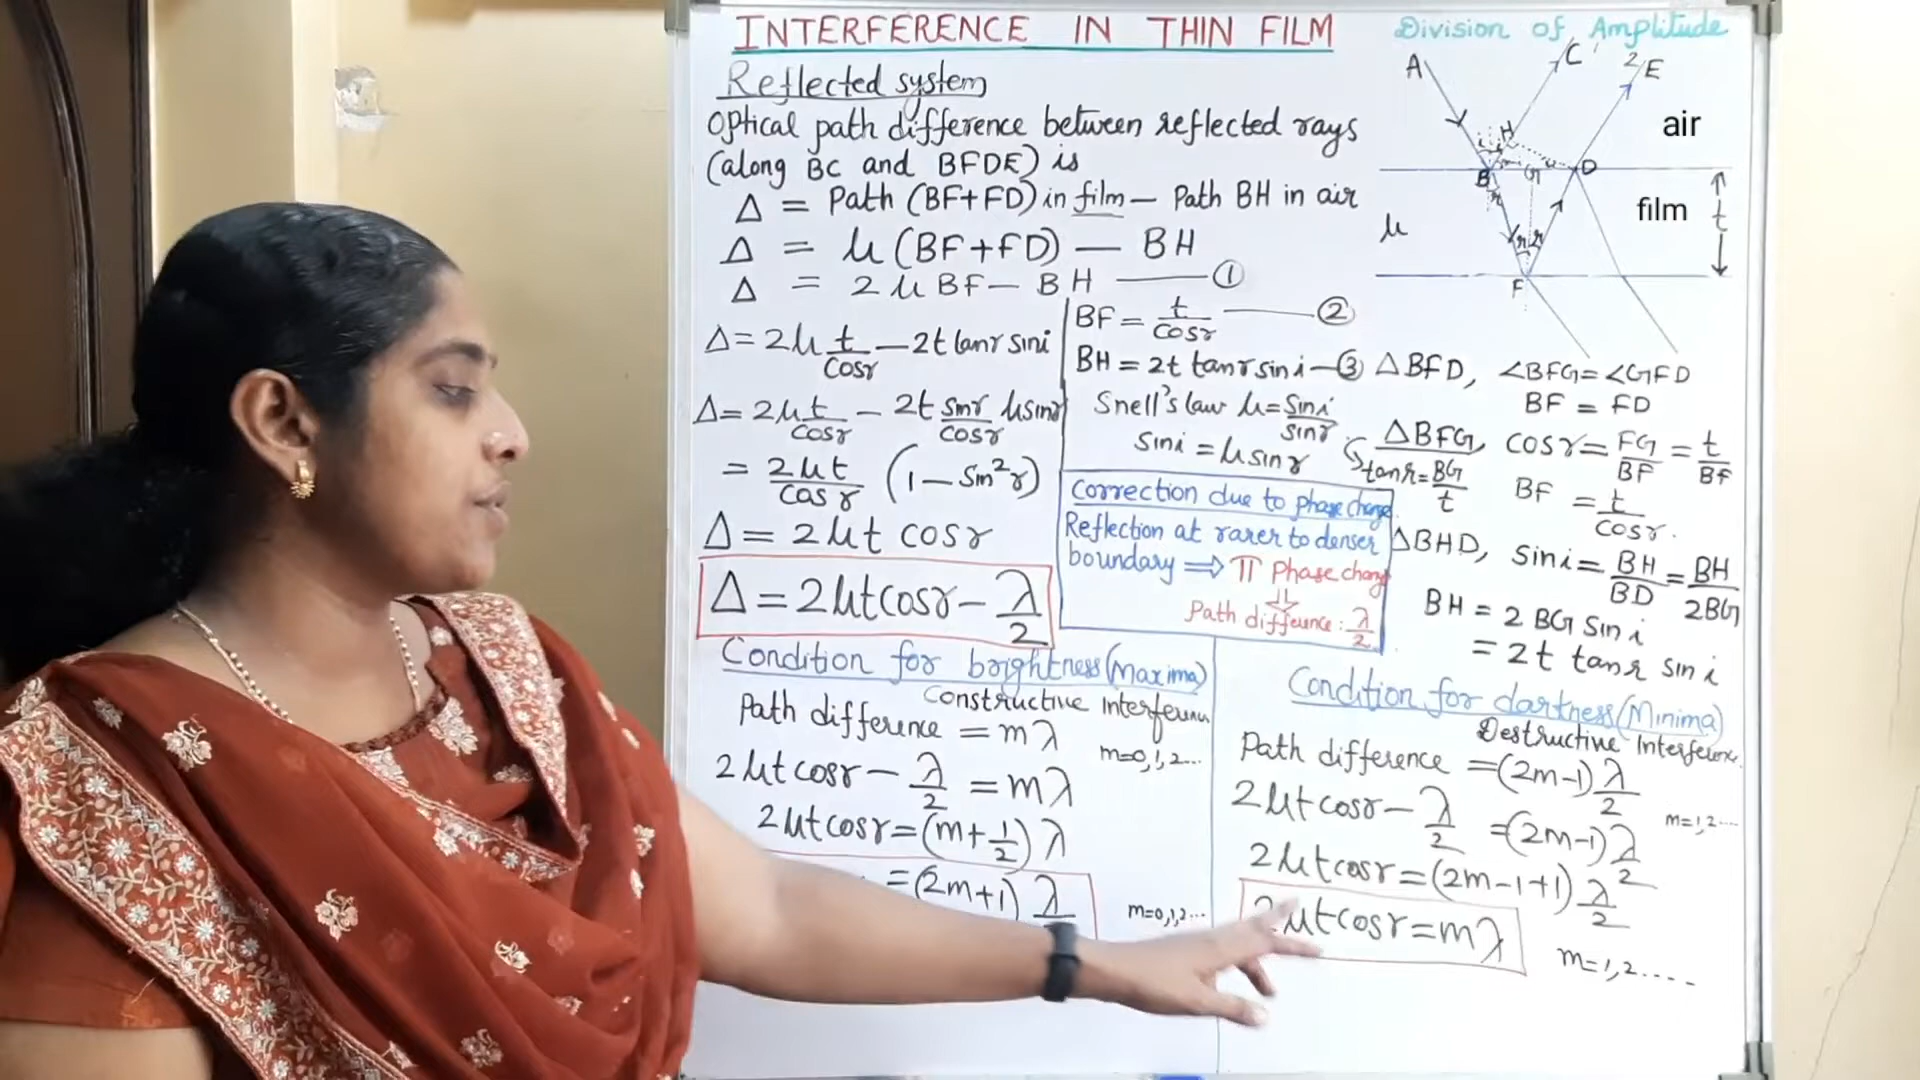 INTERFERENCE IN THIN FILM
Division of Amplitude
Reflected system
Optical path difference between reflected rays
(along BC and BFDE) is
Δ = Path (BF+FD) in film — Path BH in air
Δ = μ (BF+FD) — BH
Δ = 2μBF — BH —— ①
Δ = 2μ t/cosr — 2t tanr sini
Δ = 2μt/cosr — 2t sinr/cosr μsinr
= 2μt/cosr (1 — sin²r)
Δ = 2μt cosr
Δ = 2μtcosr — λ/2
BF = t/cosr —— ②
BH = 2t tanr sini — ③
Snell's law μ = sini/sinr
sini = μsinr
Correction due to phase change
Reflection at rarer to denser
boundary ⟹ π phase chang
⇓
Path difference: λ/2
A
C
1
2
E
air
H
i
i
B
G
D
r
film
t
μ
r
r
F
ΔBFD, ∠BFG = ∠GFD
BF = FD
ΔBFG, cosr = FG/BF = t/BF
tanr = BG/t
BF = t/cosr.
ΔBHD, sini = BH/BD = BH/2BG
BH = 2 BG sin i
= 2t tanr sin i
Condition for brightness (Maxima)
Constructive Interferenc
Path difference = mλ
m=0,1,2...
2μtcosr — λ/2 = mλ
2μtcosr = (m+½)λ
= (2m+1) λ
m=0,1,2...
Condition for darkness (Minima)
Destructive Interference.
Path difference = (2m-1) λ/2
2μtcosr — λ/2 = (2m-1) λ/2
m=1,2....
2μtcosr = (2m-1+1) λ/2
2μtcosr = mλ
m=1,2.....